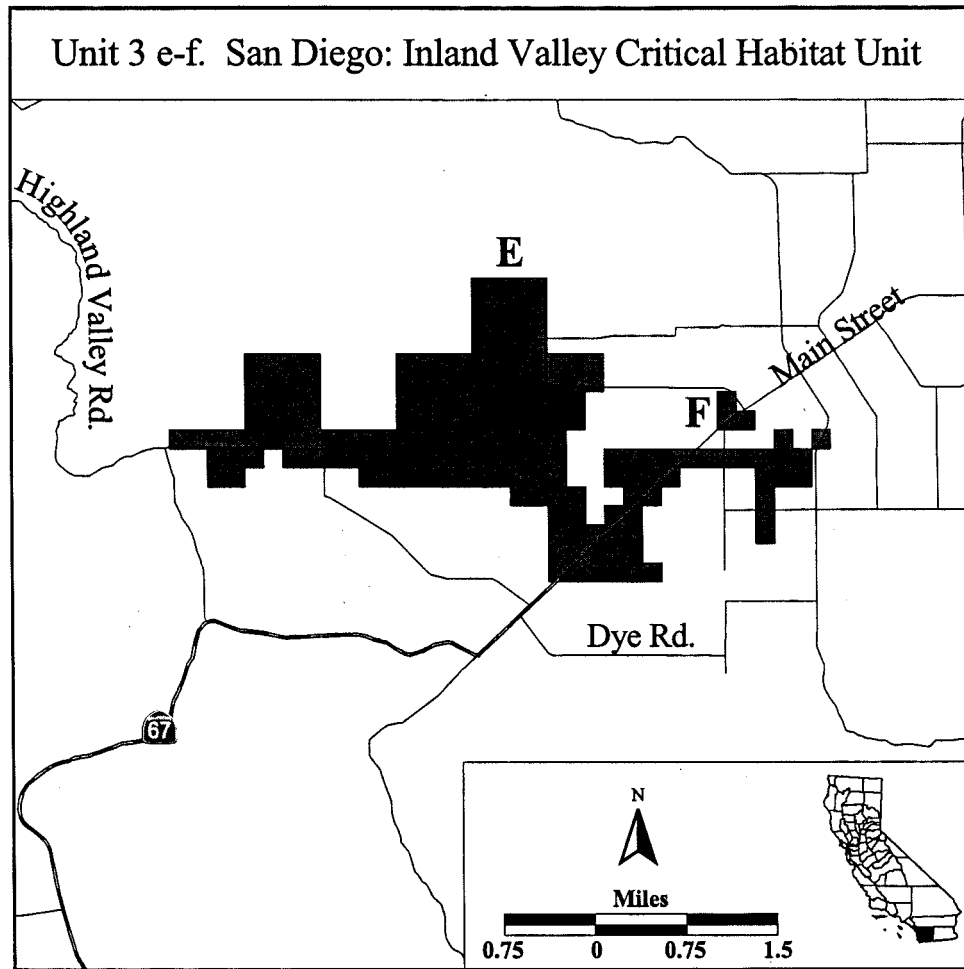 Unit 3 e-f. San Diego: Inland Valley Critical Habitat Unit
Highland Valley Rd.
E
Main Street
F
Dye Rd.
67
N
Miles
0.75 0 0.75 1.5